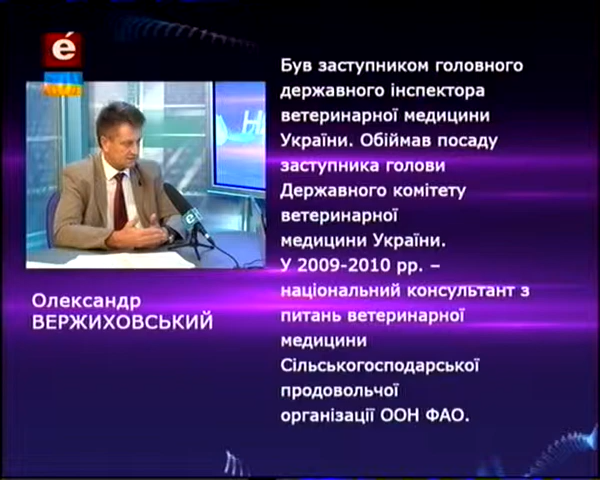 é
Був заступником головного
державного інспектора
ветеринарної медицини
України. Обіймав посаду
заступника голови
Державного комітету
ветеринарної
медицини України.
У 2009-2010 рр. –
національний консультант з
питань ветеринарної
медицини
Сільськогосподарської
продовольчої
організації ООН ФАО.
Олександр
ВЕРЖИХОВСЬКИЙ